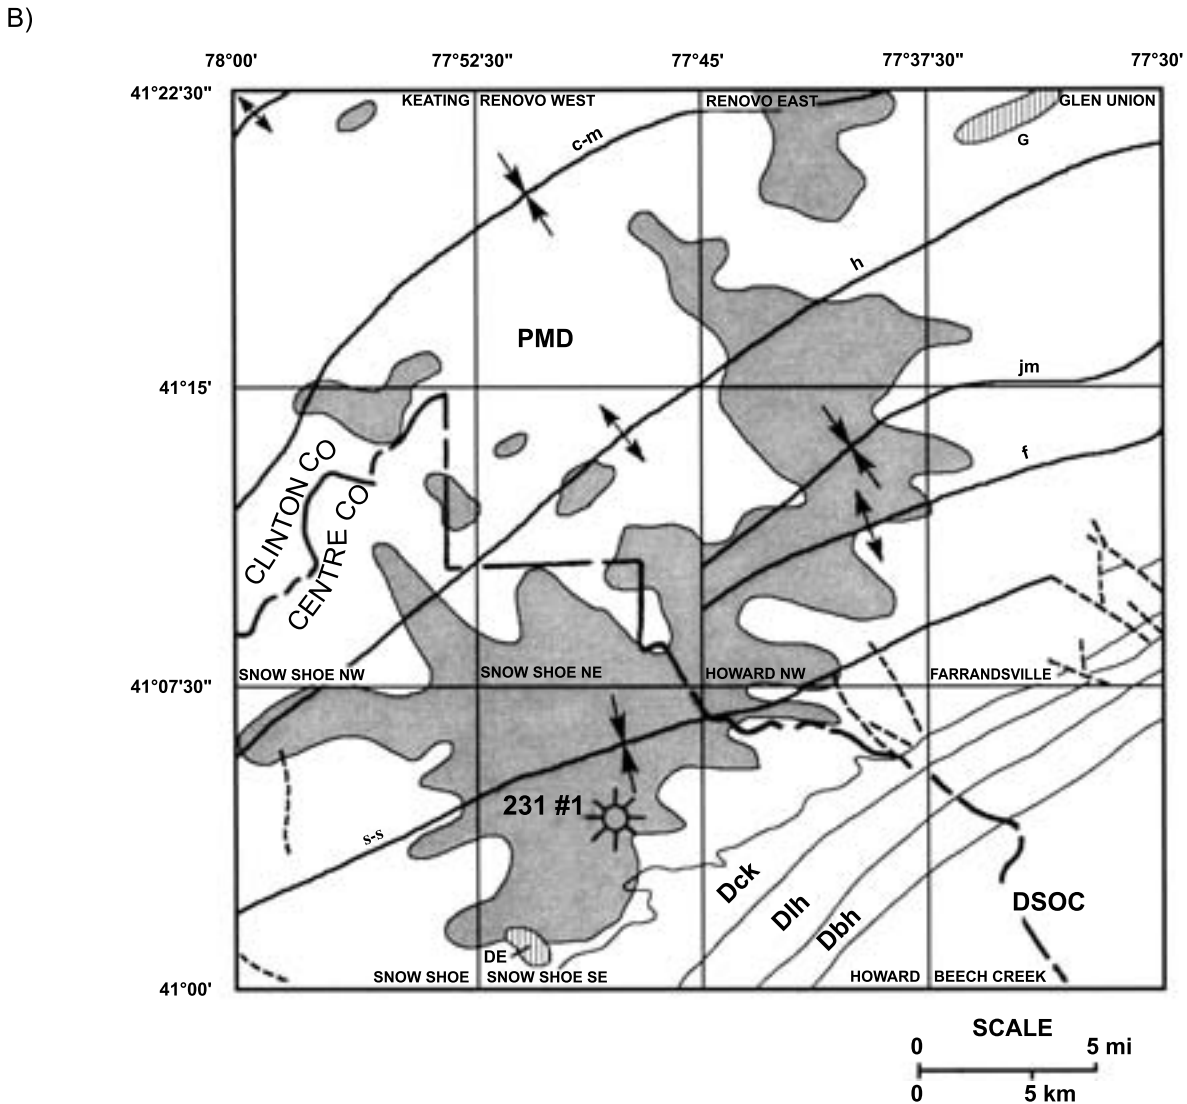 B)
78°00' 77°52'30" 77°45' 77°37'30" 77°30'
41°22'30"
KEATING RENOVO WEST RENOVO EAST GLEN UNION
c-m
G
h
PMD
jm
41°15'
f
CLINTON CO
CENTRE CO
SNOW SHOE NW SNOW SHOE NE HOWARD NW FARRANDSVILLE
41°07'30"
231 #1
s-s
Dck
Dlh
Dbh
DSOC
DE
SNOW SHOE SNOW SHOE SE HOWARD BEECH CREEK
41°00'
SCALE
0 5 mi
0 5 km